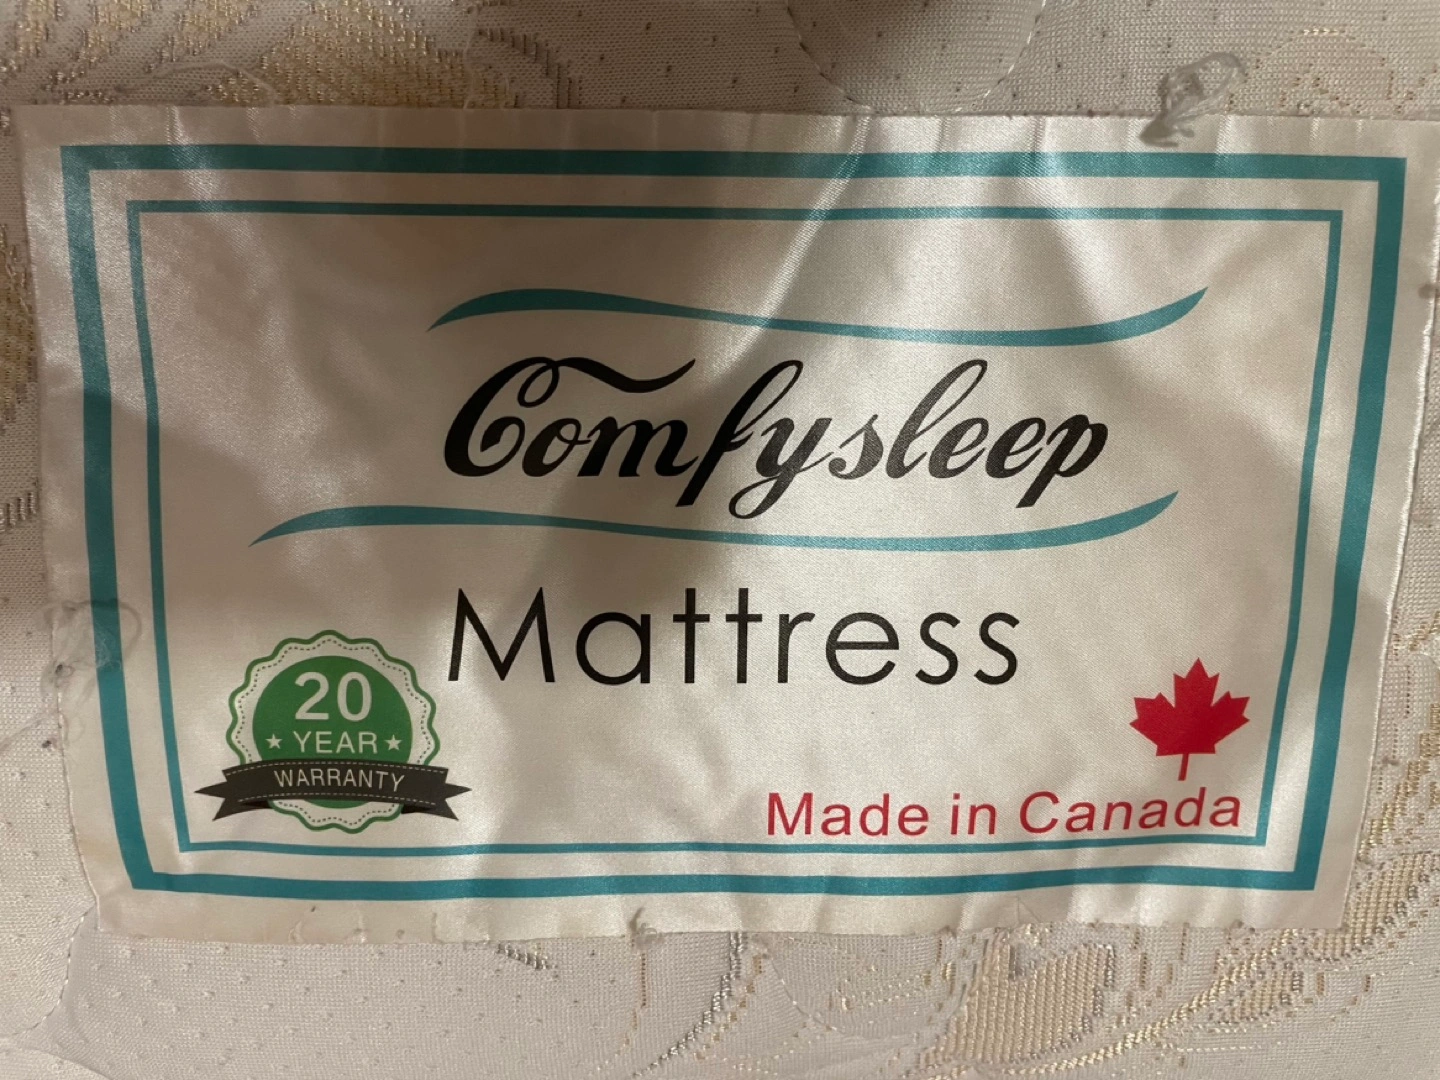 Comfysleep
Mattress
20
YEAR
WARRANTY
Made in Canada